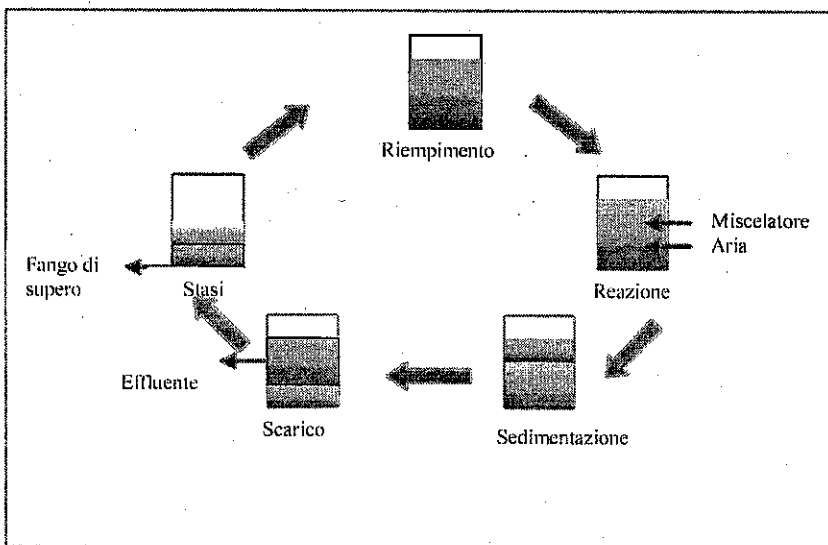 Riempimento
Miscelatore
Aria
Reazione
Fango di
supero
Stasi
Effluente
Scarico
Sedimentazione